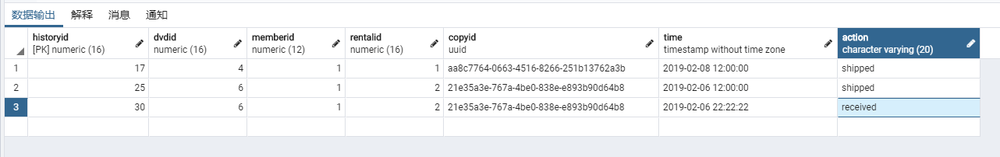 数据输出 解释 消息 通知
historyid dvdid memberid rentalid copyid time action
[PK] numeric (16) numeric (16) numeric (12) numeric (16) uuid timestamp without time zone character varying (20)
1 17 4 1 1 aa8c7764-0663-4516-8266-251b13762a3b 2019-02-08 12:00:00 shipped
2 25 6 1 2 21e35a3e-767a-4be0-838e-e893b90d64b8 2019-02-06 12:00:00 shipped
3 30 6 1 2 21e35a3e-767a-4be0-838e-e893b90d64b8 2019-02-06 22:22:22 received